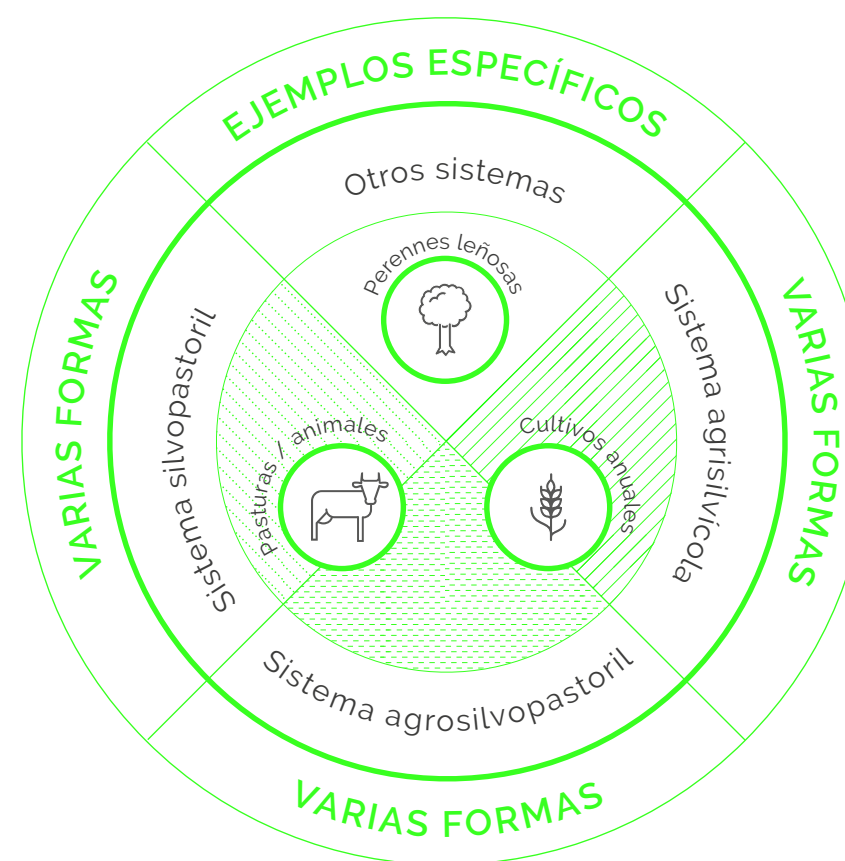 EJEMPLOS ESPECÍFICOS
Otros sistemas
Perennes leñosas
VARIAS FORMAS
Sistema silvopastoril
Pasturas / animales
Cultivos anuales
Sistema agrisilvícola
VARIAS FORMAS
Sistema agrosilvopastoril
VARIAS FORMAS